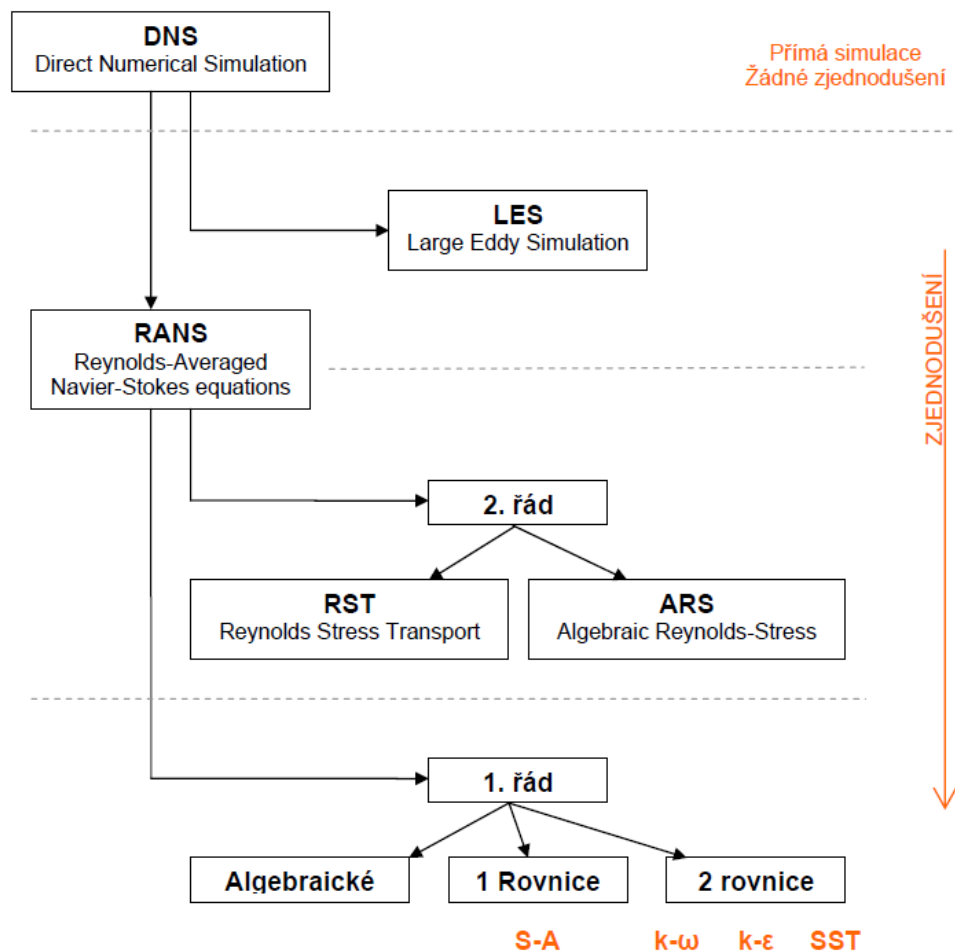 DNS
Direct Numerical Simulation
Přímá simulace
Žádné zjednodušení
LES
Large Eddy Simulation
ZJEDNODUŠENÍ
RANS
Reynolds-Averaged
Navier-Stokes equations
2. řád
RST
Reynolds Stress Transport
ARS
Algebraic Reynolds-Stress
1. řád
Algebraické
1 Rovnice
2 rovnice
S-A
k-ω
k-ε
SST